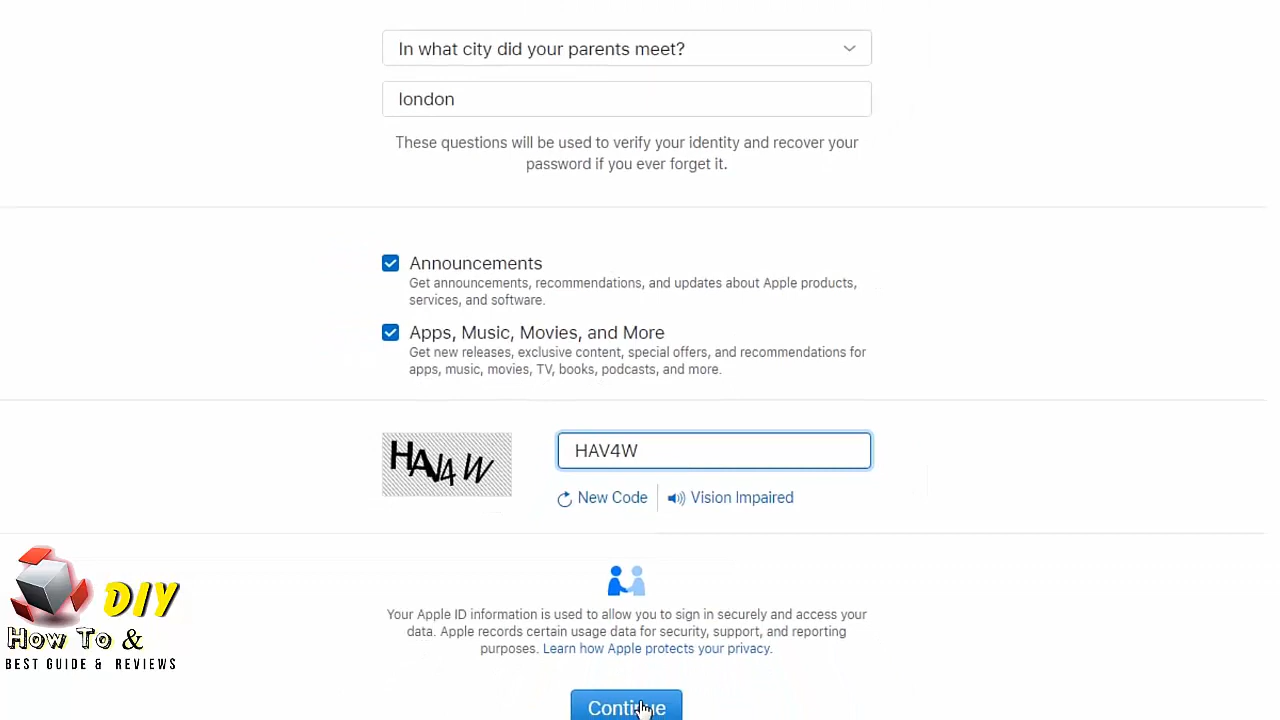 In what city did your parents meet?
london
These questions will be used to verify your identity and recover your
password if you ever forget it.
Announcements
Get announcements, recommendations, and updates about Apple products,
services, and software.
Apps, Music, Movies, and More
Get new releases, exclusive content, special offers, and recommendations for
apps, music, movies, TV, books, podcasts, and more.
HAV4W
HAV4W
New Code
Vision Impaired
Your Apple ID information is used to allow you to sign in securely and access your
data. Apple records certain usage data for security, support, and reporting
purposes. Learn how Apple protects your privacy.
Continue
DIY
How To &
BEST GUIDE & REVIEWS